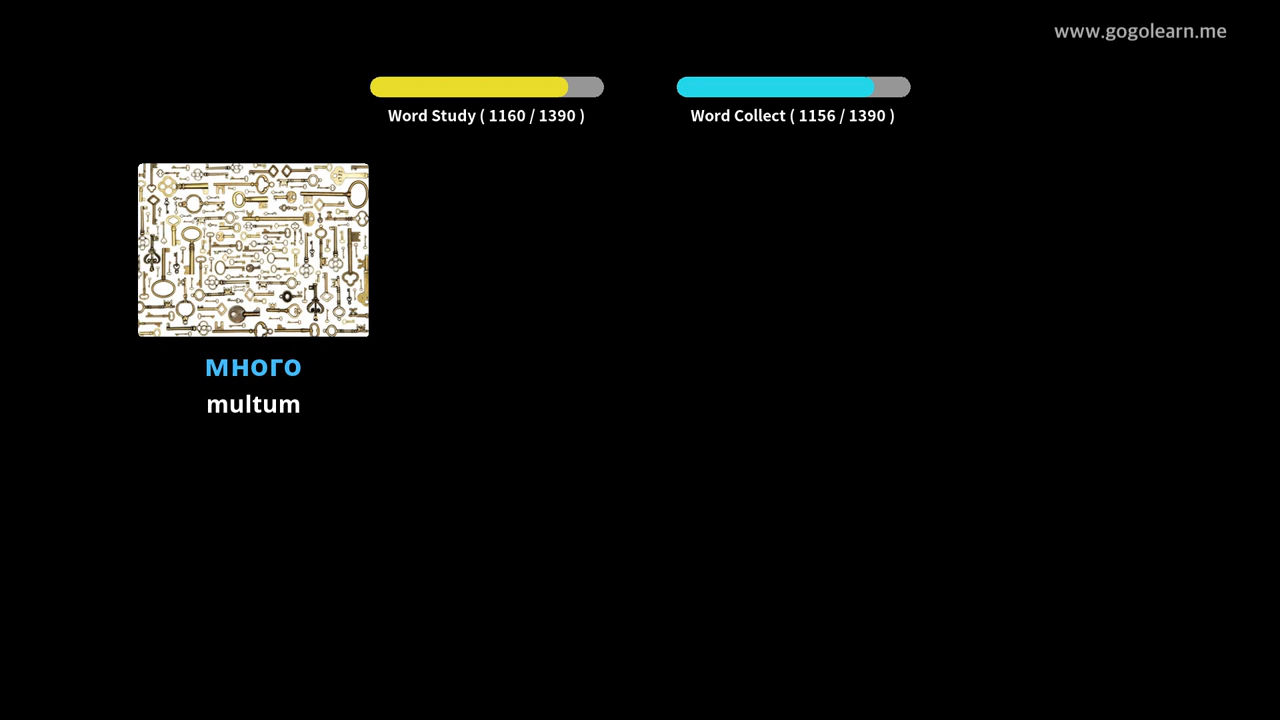 www.gogolearn.me
Word Study ( 1160 / 1390 )
Word Collect ( 1156 / 1390 )
много
multum